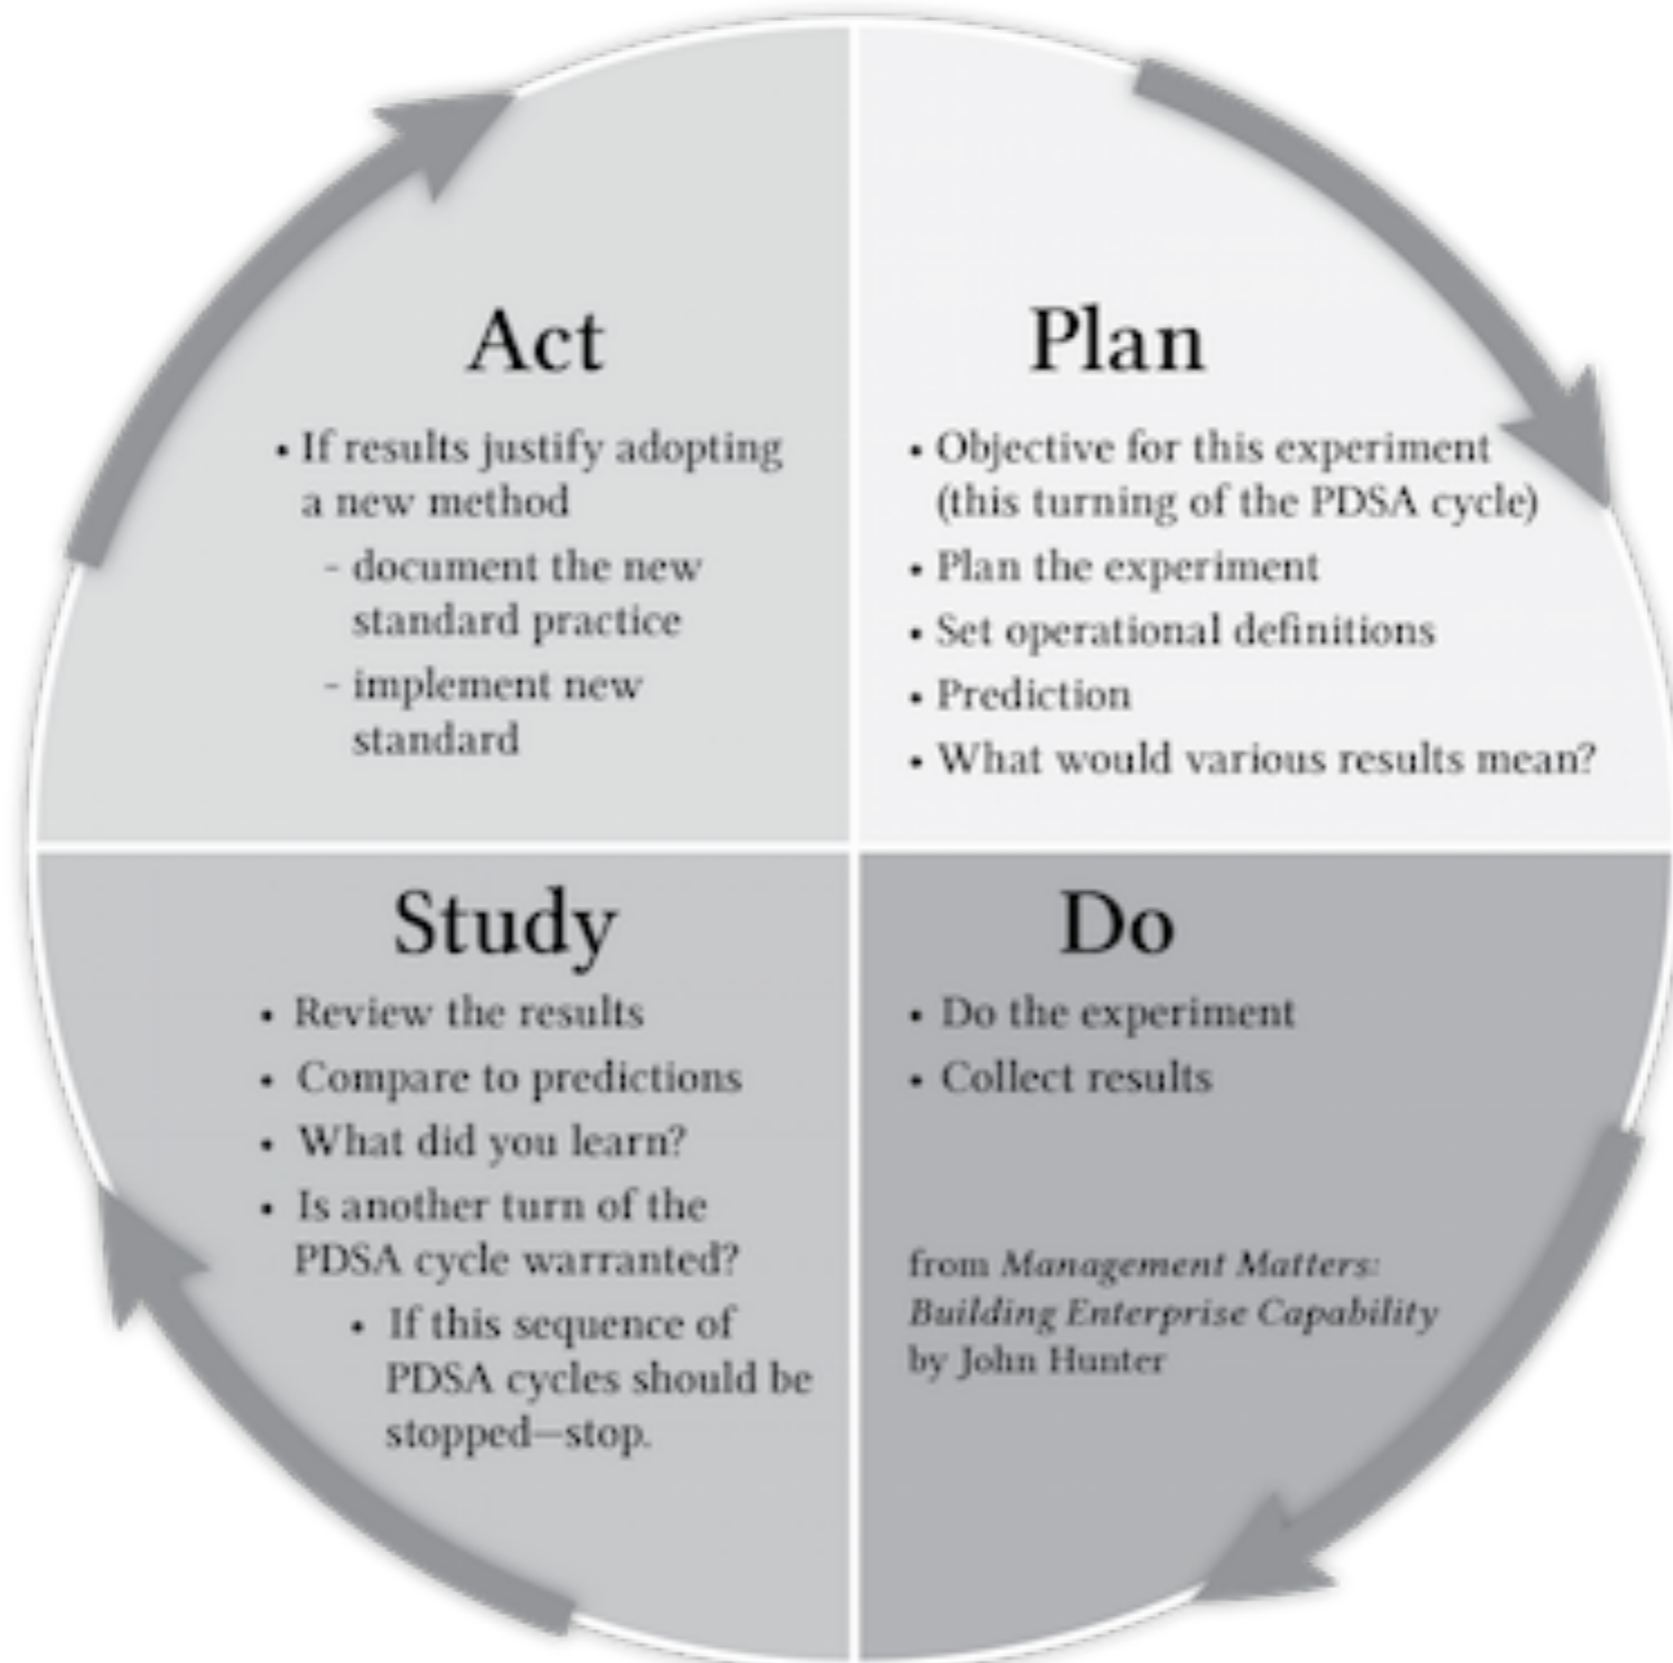 Act
• If results justify adopting
a new method
- document the new
standard practice
- implement new
standard
Plan
• Objective for this experiment
(this turning of the PDSA cycle)
• Plan the experiment
• Set operational definitions
• Prediction
• What would various results mean?
Study
• Review the results
• Compare to predictions
• What did you learn?
• Is another turn of the
PDSA cycle warranted?
• If this sequence of
PDSA cycles should be
stopped—stop.
Do
• Do the experiment
• Collect results
from Management Matters:
Building Enterprise Capability
by John Hunter